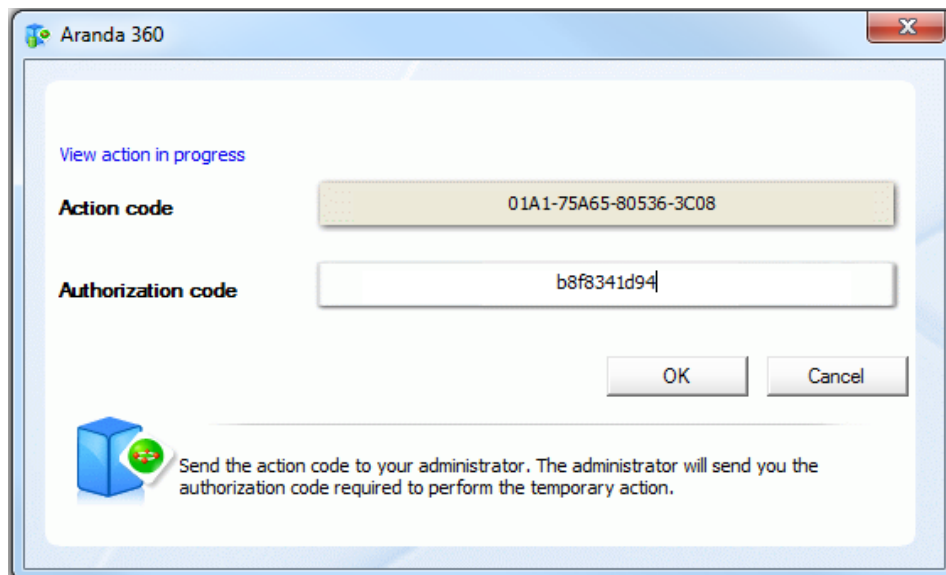 Aranda 360
View action in progress
Action code
01A1-75A65-80536-3C08
Authorization code
b8f8341d94
OK
Cancel
Send the action code to your administrator. The administrator will send you the
authorization code required to perform the temporary action.